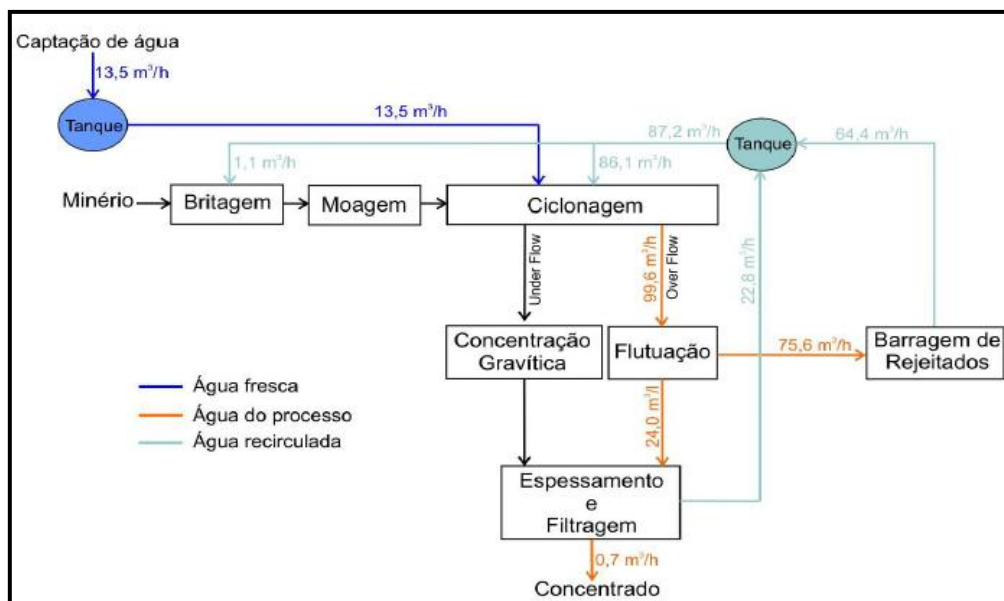 Captação de água
13,5 m³/h
Tanque
13,5 m³/h
87,2 m³/h
Tanque
64,4 m³/h
1,1 m³/h
86,1 m³/h
Minério
Britagem
Moagem
Ciclonagem
Under Flow
99,6 m³/h
Over Flow
22,8 m³/h
Concentração
Gravítica
Flutuação
75,6 m³/h
Barragem de
Rejeitados
Água fresca
Água do processo
Água recirculada
24,0 m³/l
Espessamento
e
Filtragem
0,7 m³/h
Concentrado